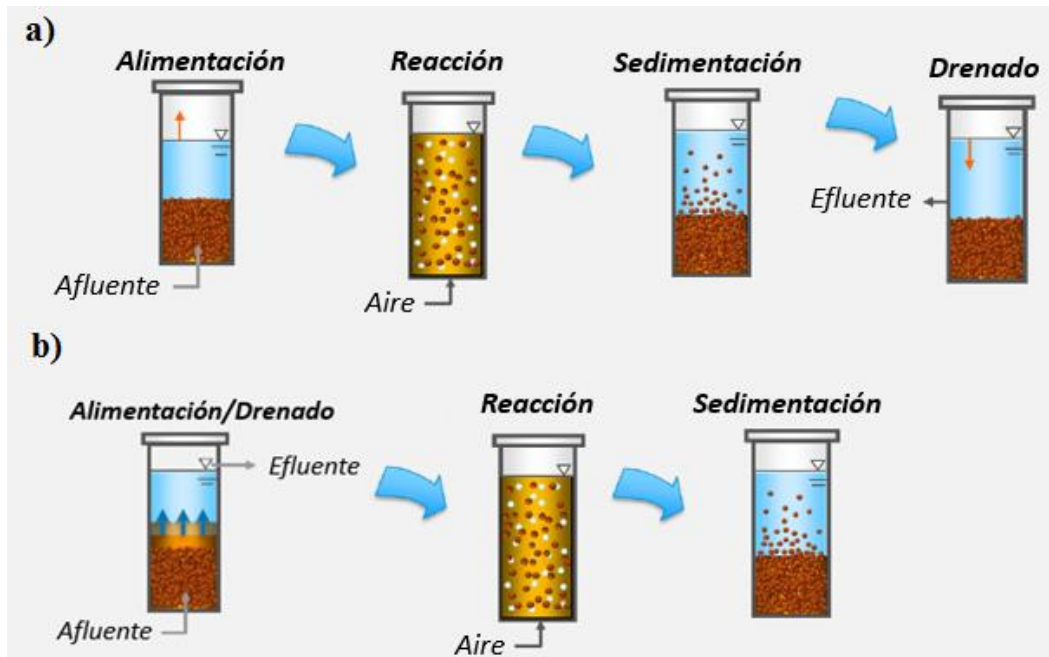 a)
Alimentación
Reacción
Sedimentación
Drenado
Efluente
Afluente
Aire
b)
Alimentación/Drenado
Reacción
Sedimentación
Efluente
Afluente
Aire